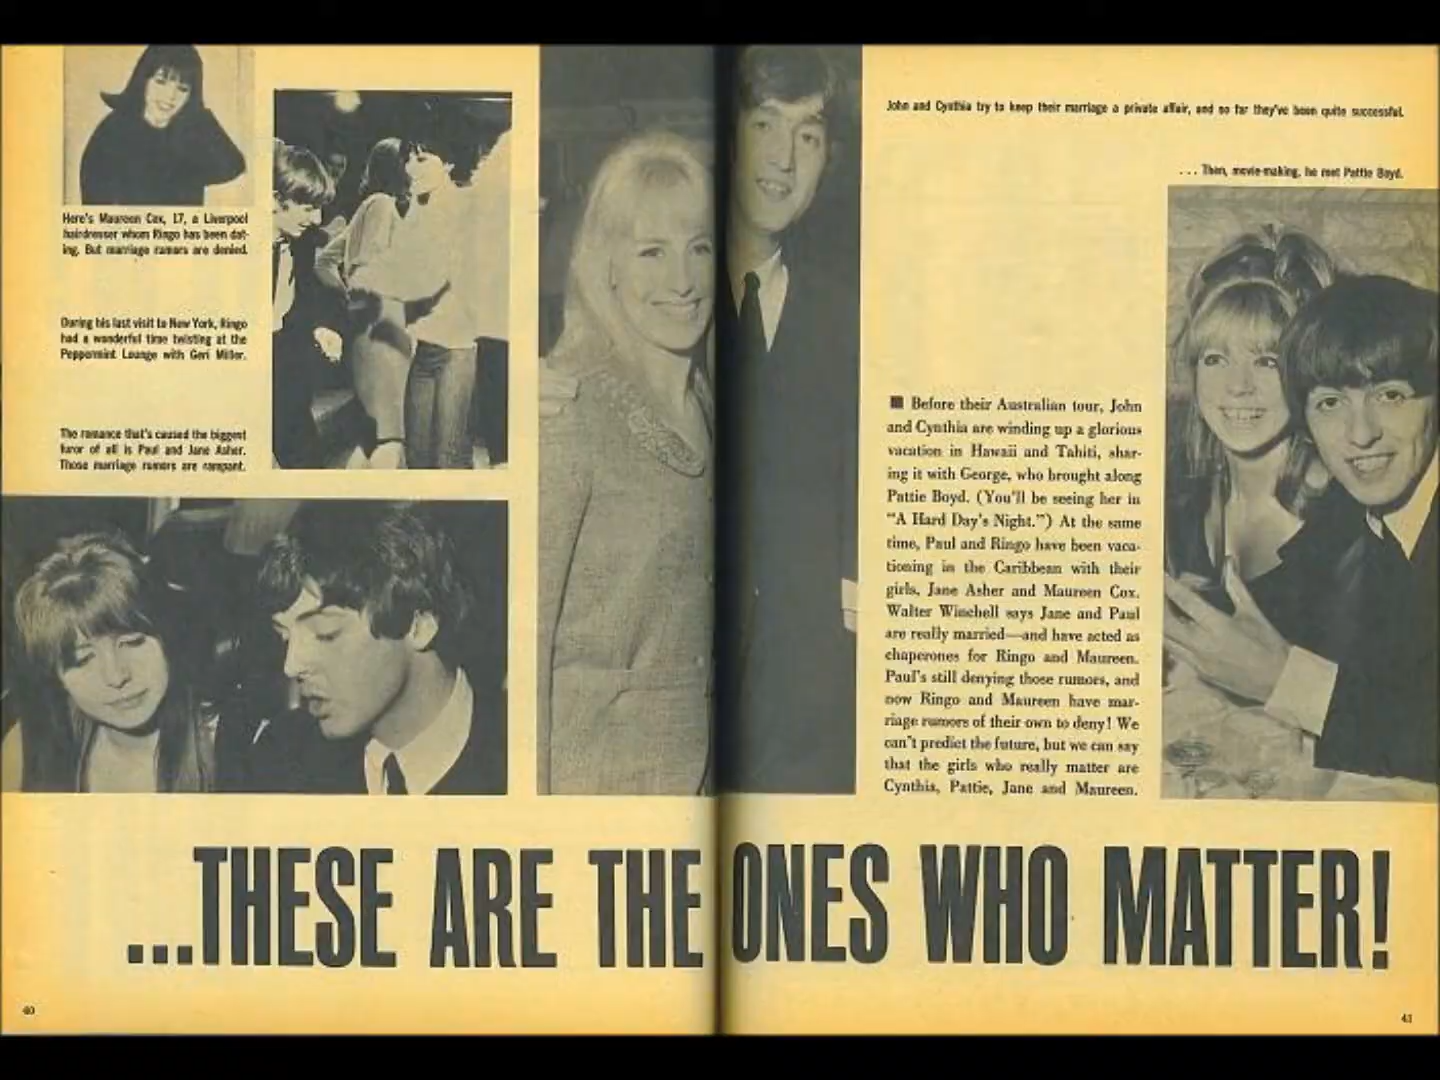 Here's Maureen Cox, 17, a Liverpool
hairdresser whom Ringo has been dat-
ing. But marriage rumors are denied.
During his last visit to New York, Ringo
had a wonderful time twisting at the
Peppermint Lounge with Geri Miller.
The romance that's caused the biggest
furor of all is Paul and Jane Asher.
Those marriage rumors are rampant.
John and Cynthia try to keep their marriage a private affair, and so far they've been quite successful.
. . . Then, movie-making, he met Pattie Boyd.
■ Before their Australian tour, John
and Cynthia are winding up a glorious
vacation in Hawaii and Tahiti, shar-
ing it with George, who brought along
Pattie Boyd. (You'll be seeing her in
"A Hard Day's Night.") At the same
time, Paul and Ringo have been vaca-
tioning in the Caribbean with their
girls, Jane Asher and Maureen Cox.
Walter Winchell says Jane and Paul
are really married—and have acted as
chaperones for Ringo and Maureen.
Paul's still denying those rumors, and
now Ringo and Maureen have mar-
riage rumors of their own to deny! We
can't predict the future, but we can say
that the girls who really matter are
Cynthia, Pattie, Jane and Maureen.
...THESE ARE THE ONES WHO MATTER!
40
41